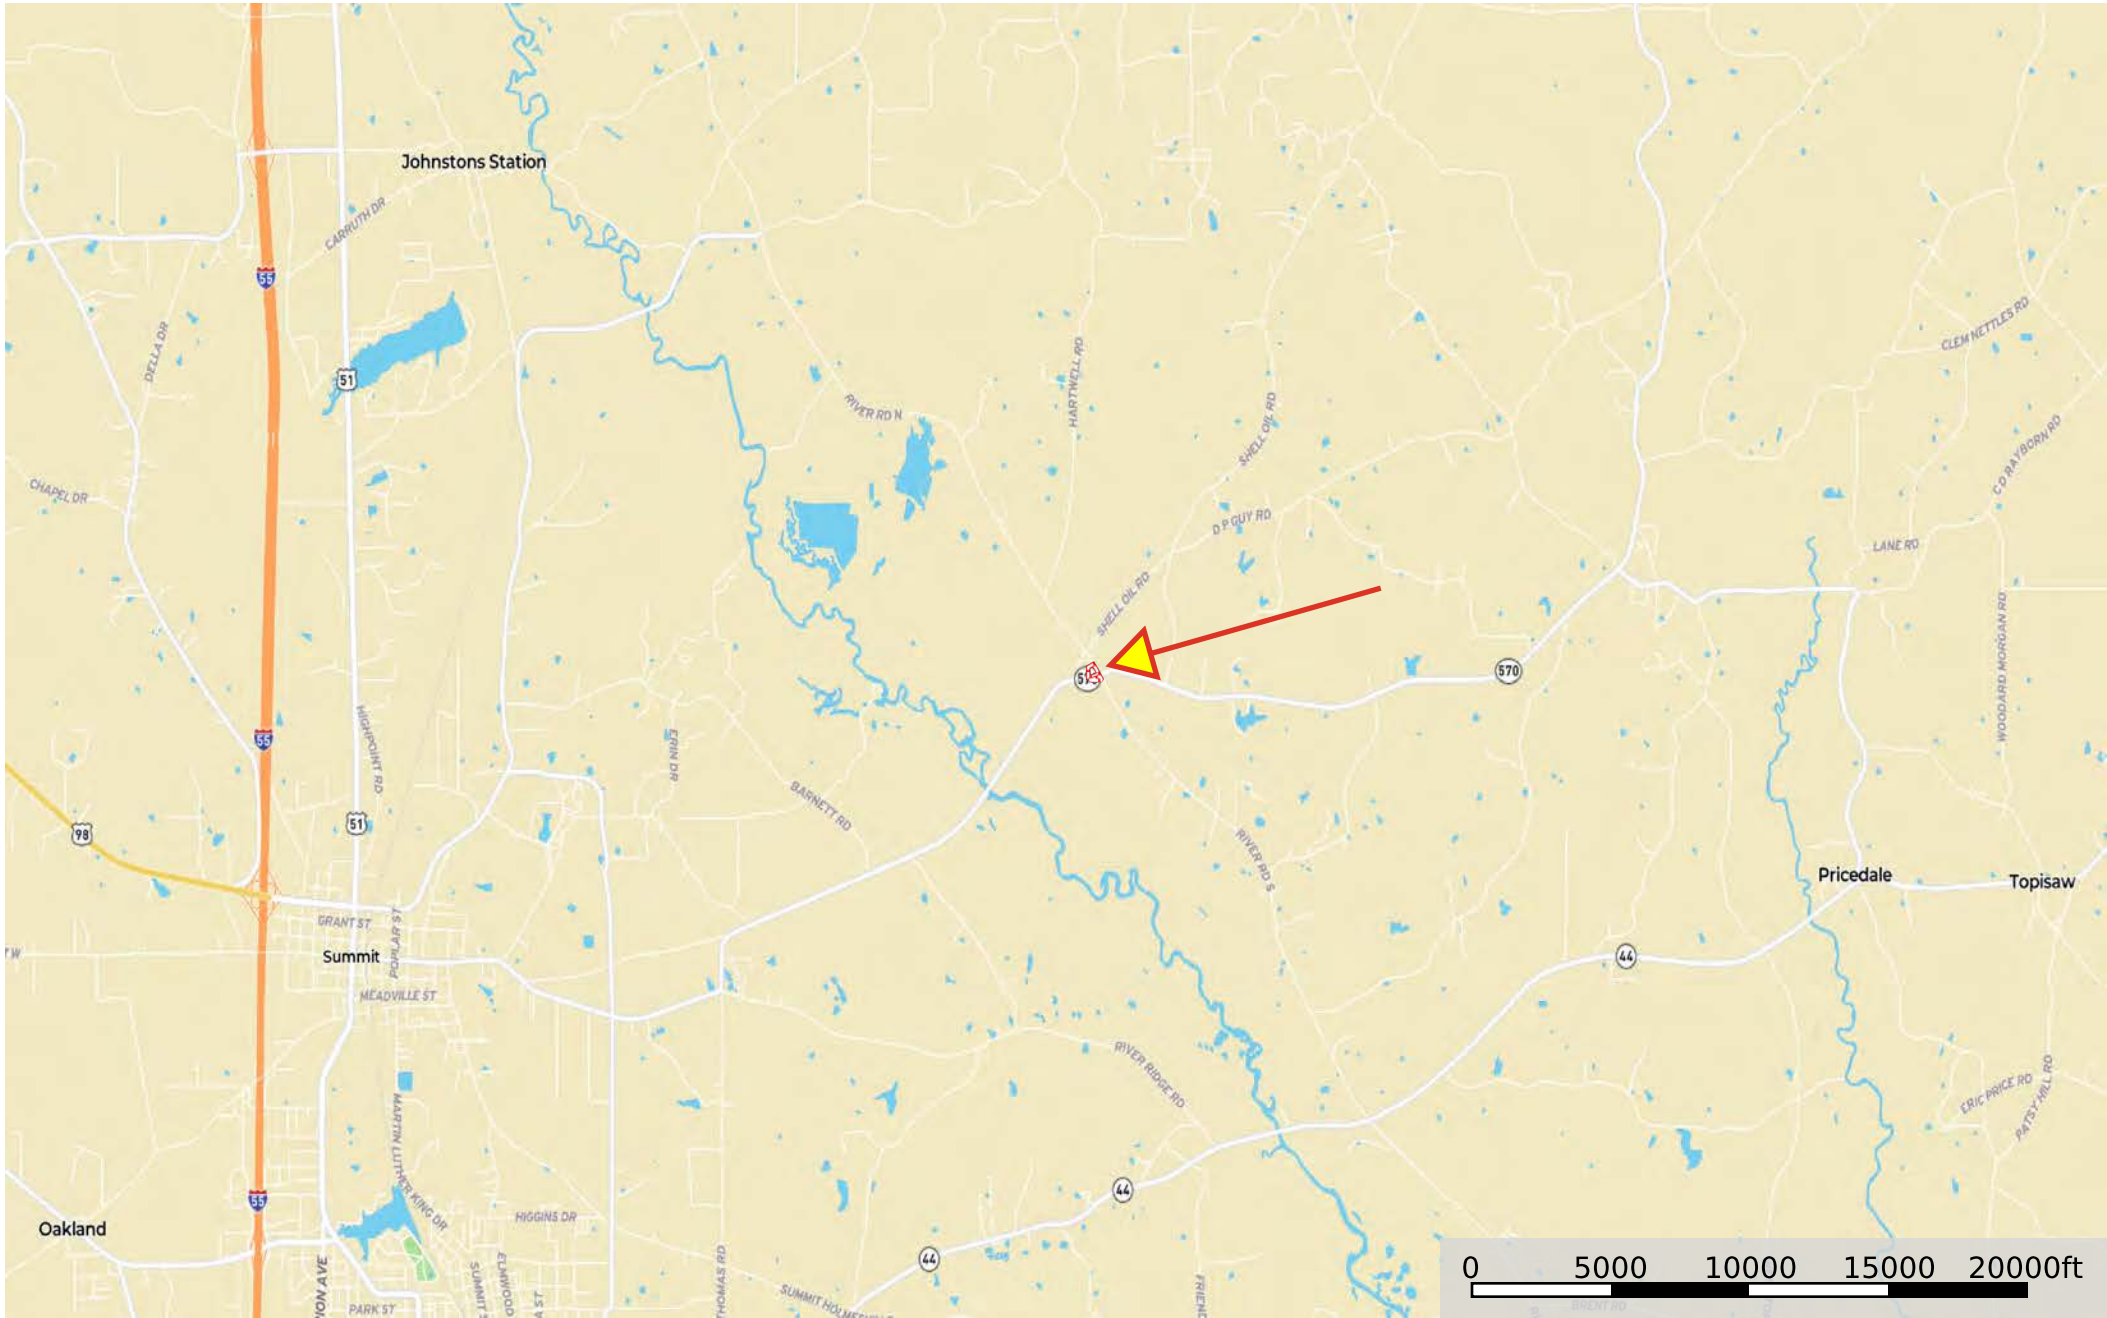 Johnstons Station
CARRUTH DR
55
DELLA DR
51
CLEM NETTLES RD
HARTWELL RD
RIVER RD N
SHELL OIL RD
C D RAYBORN RD
CHAPEL DR
D P GUY RD
LANE RD
SHELL OIL RD
WOODARD MORGAN RD
570
HIGHPOINT RD
55
ERIN DR
BARNETT RD
98
51
RIVER RD S
Pricedale
Topisaw
GRANT ST
POPLAR ST
Summit
44
MEADVILLE ST
RIVER RIDGE RD
ERIC PRICE RD
PATSY HILL RD
MARTIN LUTHER KING DR
44
55
Oakland
HIGGINS DR
44
THOMAS RD
ELMWOOD
SUMMIT
PARK ST
BRENT RD
0 5000 10000 15000 20000ft